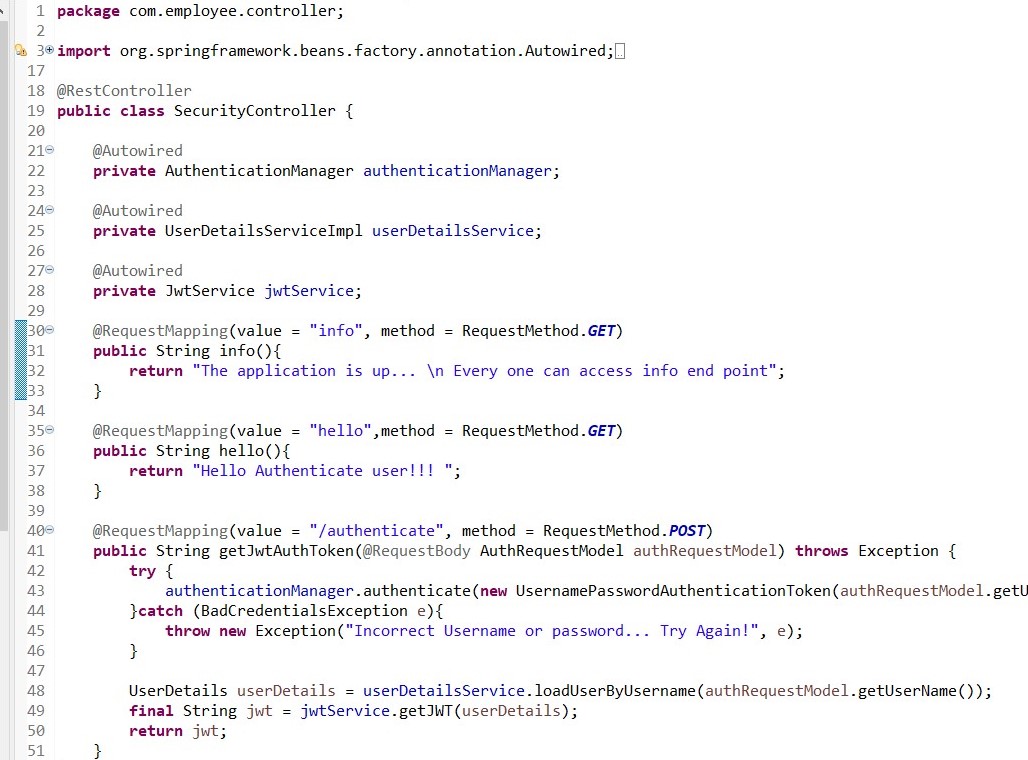 1 package com.employee.controller;
2
3 import org.springframework.beans.factory.annotation.Autowired;
17
18 @RestController
19 public class SecurityController {
20
21 @Autowired
22 private AuthenticationManager authenticationManager;
23
24 @Autowired
25 private UserDetailsServiceImpl userDetailsService;
26
27 @Autowired
28 private JwtService jwtService;
29
30 @RequestMapping(value = "info", method = RequestMethod.GET)
31 public String info(){
32 return "The application is up... \n Every one can access info end point";
33 }
34
35 @RequestMapping(value = "hello",method = RequestMethod.GET)
36 public String hello(){
37 return "Hello Authenticate user!!! ";
38 }
39
40 @RequestMapping(value = "/authenticate", method = RequestMethod.POST)
41 public String getJwtAuthToken(@RequestBody AuthRequestModel authRequestModel) throws Exception {
42 try {
43 authenticationManager.authenticate(new UsernamePasswordAuthenticationToken(authRequestModel.getU
44 }catch (BadCredentialsException e){
45 throw new Exception("Incorrect Username or password... Try Again!", e);
46 }
47
48 UserDetails userDetails = userDetailsService.loadUserByUsername(authRequestModel.getUserName());
49 final String jwt = jwtService.getJWT(userDetails);
50 return jwt;
51 }